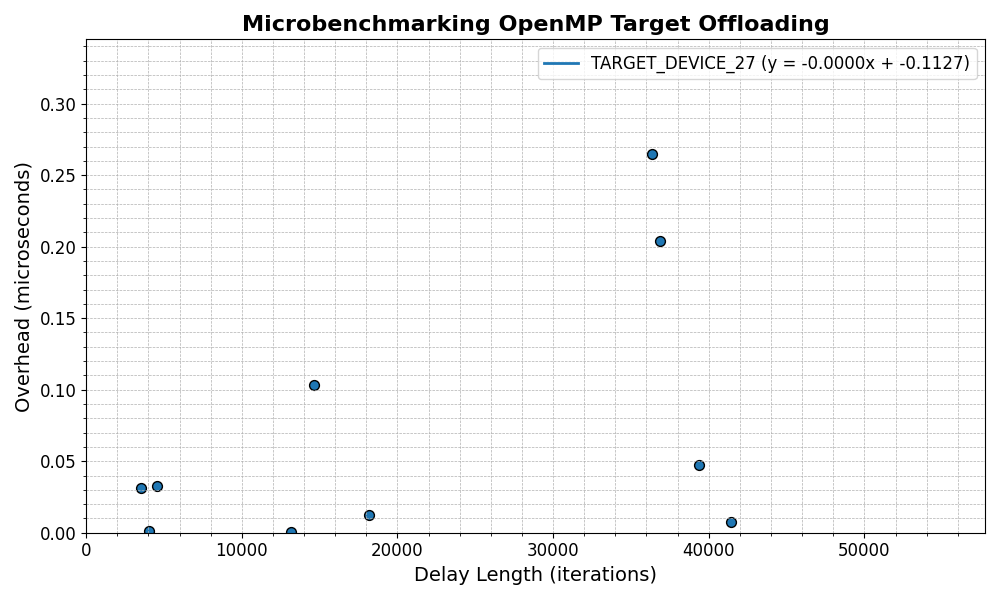 Microbenchmarking OpenMP Target Offloading
TARGET_DEVICE_27 (y = -0.0000x + -0.1127)
Overhead (microseconds)
0.30
0.25
0.20
0.15
0.10
0.05
0.00
0 10000 20000 30000 40000 50000
Delay Length (iterations)